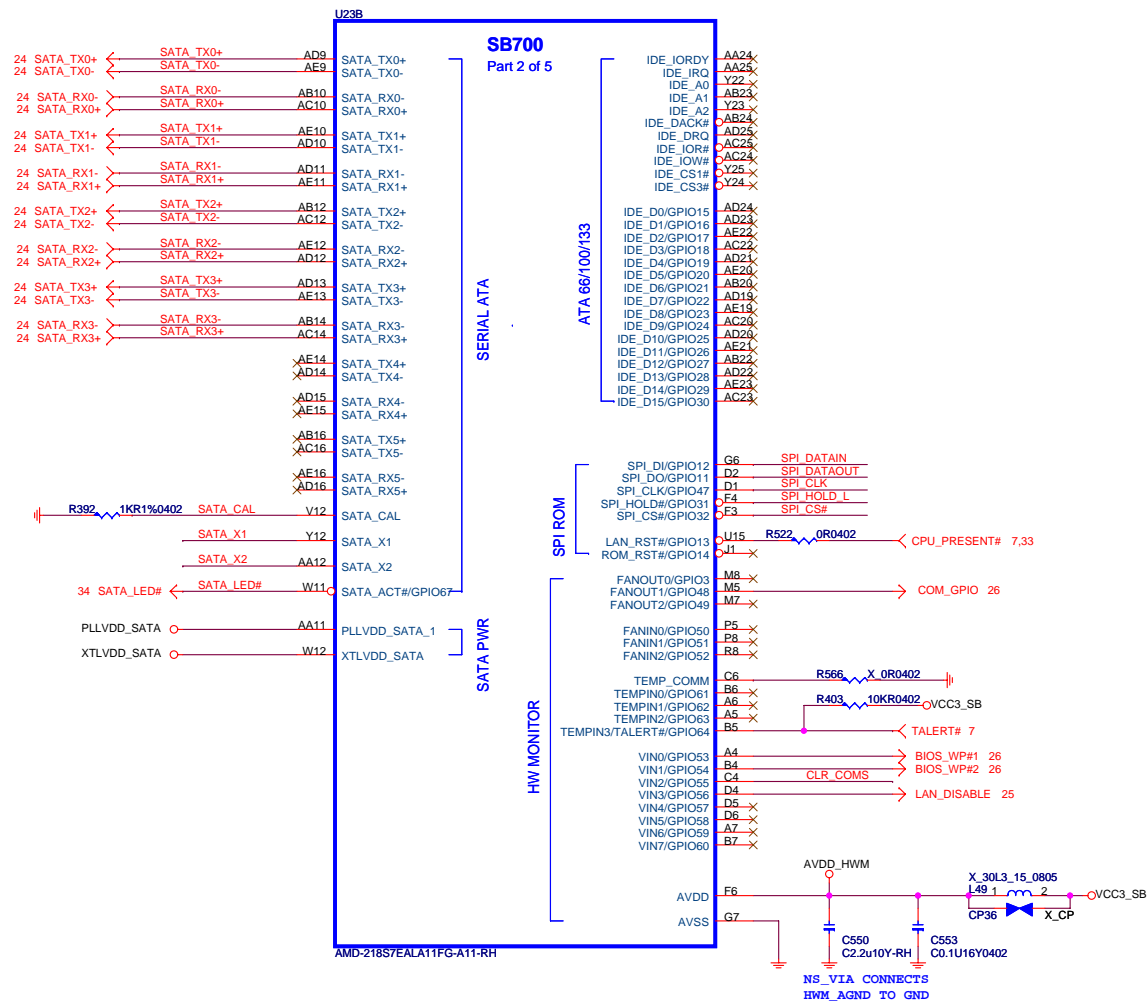 U23B
SB700
Part 2 of 5
24 SATA_TX0+ SATA_TX0+ AD9 SATA_TX0+
24 SATA_TX0- SATA_TX0- AE9 SATA_TX0-
24 SATA_RX0- SATA_RX0- AB10 SATA_RX0-
24 SATA_RX0+ SATA_RX0+ AC10 SATA_RX0+
24 SATA_TX1+ SATA_TX1+ AE10 SATA_TX1+
24 SATA_TX1- SATA_TX1- AD10 SATA_TX1-
24 SATA_RX1- SATA_RX1- AD11 SATA_RX1-
24 SATA_RX1+ SATA_RX1+ AE11 SATA_RX1+
24 SATA_TX2+ SATA_TX2+ AB12 SATA_TX2+
24 SATA_TX2- SATA_TX2- AC12 SATA_TX2-
24 SATA_RX2- SATA_RX2- AE12 SATA_RX2-
24 SATA_RX2+ SATA_RX2+ AD12 SATA_RX2+
24 SATA_TX3+ SATA_TX3+ AD13 SATA_TX3+
24 SATA_TX3- SATA_TX3- AE13 SATA_TX3-
24 SATA_RX3- SATA_RX3- AB14 SATA_RX3-
24 SATA_RX3+ SATA_RX3+ AC14 SATA_RX3+
AE14 SATA_TX4+
AD14 SATA_TX4-
AD15 SATA_RX4-
AE15 SATA_RX4+
AB16 SATA_TX5+
AC16 SATA_TX5-
AE16 SATA_RX5-
AD16 SATA_RX5+
R392 1KR1%0402 SATA_CAL V12 SATA_CAL
SATA_X1 Y12 SATA_X1
SATA_X2 AA12 SATA_X2
34 SATA_LED# SATA_LED# W11 SATA_ACT#/GPIO67
PLLVDD_SATA AA11 PLLVDD_SATA_1
XTLVDD_SATA W12 XTLVDD_SATA
SERIAL ATA
SATA PWR
ATA 66/100/133
SPI ROM
HW MONITOR
IDE_IORDY AA24
IDE_IRQ AA25
IDE_A0 Y22
IDE_A1 AB23
IDE_A2 Y23
IDE_DACK# AB24
IDE_DRQ AD25
IDE_IOR# AC25
IDE_IOW# AC24
IDE_CS1# Y25
IDE_CS3# Y24
IDE_D0/GPIO15 AD24
IDE_D1/GPIO16 AD23
IDE_D2/GPIO17 AE22
IDE_D3/GPIO18 AC22
IDE_D4/GPIO19 AD21
IDE_D5/GPIO20 AE20
IDE_D6/GPIO21 AB20
IDE_D7/GPIO22 AD19
IDE_D8/GPIO23 AE19
IDE_D9/GPIO24 AC20
IDE_D10/GPIO25 AD20
IDE_D11/GPIO26 AE21
IDE_D12/GPIO27 AB22
IDE_D13/GPIO28 AD22
IDE_D14/GPIO29 AE23
IDE_D15/GPIO30 AC23
SPI_DI/GPIO12 G6 SPI_DATAIN
SPI_DO/GPIO11 D2 SPI_DATAOUT
SPI_CLK/GPIO47 D1 SPI_CLK
SPI_HOLD#/GPIO31 F4 SPI_HOLD_L
SPI_CS#/GPIO32 F3 SPI_CS#
LAN_RST#/GPIO13 U15 R522 0R0402 CPU_PRESENT# 7,33
ROM_RST#/GPIO14 J1
FANOUT0/GPIO3 M8
FANOUT1/GPIO48 M5 COM_GPIO 26
FANOUT2/GPIO49 M7
FANIN0/GPIO50 P5
FANIN1/GPIO51 P8
FANIN2/GPIO52 R8
TEMP_COMM C6 R566 X_0R0402
TEMPIN0/GPIO61 B6
TEMPIN1/GPIO62 A6 R403 10KR0402 VCC3_SB
TEMPIN2/GPIO63 A5
TEMPIN3/TALERT#/GPIO64 B5 TALERT# 7
VIN0/GPIO53 A4 BIOS_WP#1 26
VIN1/GPIO54 B4 BIOS_WP#2 26
VIN2/GPIO55 C4 CLR_COMS
VIN3/GPIO56 D4 LAN_DISABLE 25
VIN4/GPIO57 D5
VIN5/GPIO58 D6
VIN6/GPIO59 A7
VIN7/GPIO60 B7
AVDD_HWM
X_30L3_15_0805
L49 1 2
AVDD F6 VCC3_SB
CP36 X_CP
AVSS G7
C550
C2.2u10Y-RH
C553
C0.1U16Y0402
AMD-218S7EALA11FG-A11-RH
NS_VIA CONNECTS
HWM_AGND TO GND